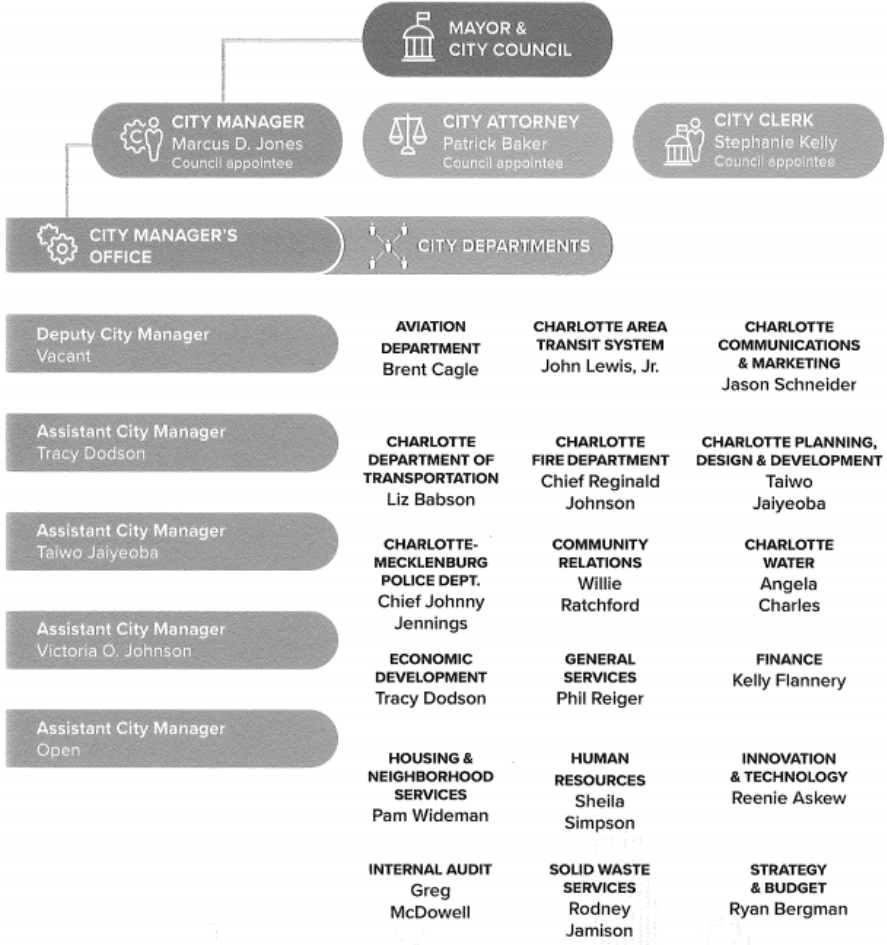 MAYOR &
CITY COUNCIL
CITY MANAGER
Marcus D. Jones
Council appointee
CITY ATTORNEY
Patrick Baker
Council appointee
CITY CLERK
Stephanie Kelly
Council appointee
CITY MANAGER'S
OFFICE
CITY DEPARTMENTS
Deputy City Manager
Vacant
Assistant City Manager
Tracy Dodson
Assistant City Manager
Taiwo Jaiyeoba
Assistant City Manager
Victoria O. Johnson
Assistant City Manager
Open
AVIATION
DEPARTMENT
Brent Cagle
CHARLOTTE AREA
TRANSIT SYSTEM
John Lewis, Jr.
CHARLOTTE
COMMUNICATIONS
& MARKETING
Jason Schneider
CHARLOTTE
DEPARTMENT OF
TRANSPORTATION
Liz Babson
CHARLOTTE
FIRE DEPARTMENT
Chief Reginald
Johnson
CHARLOTTE PLANNING,
DESIGN & DEVELOPMENT
Taiwo
Jaiyeoba
CHARLOTTE-
MECKLENBURG
POLICE DEPT.
Chief Johnny
Jennings
COMMUNITY
RELATIONS
Willie
Ratchford
CHARLOTTE
WATER
Angela
Charles
ECONOMIC
DEVELOPMENT
Tracy Dodson
GENERAL
SERVICES
Phil Reiger
FINANCE
Kelly Flannery
HOUSING &
NEIGHBORHOOD
SERVICES
Pam Wideman
HUMAN
RESOURCES
Sheila
Simpson
INNOVATION
& TECHNOLOGY
Reenie Askew
INTERNAL AUDIT
Greg
McDowell
SOLID WASTE
SERVICES
Rodney
Jamison
STRATEGY
& BUDGET
Ryan Bergman